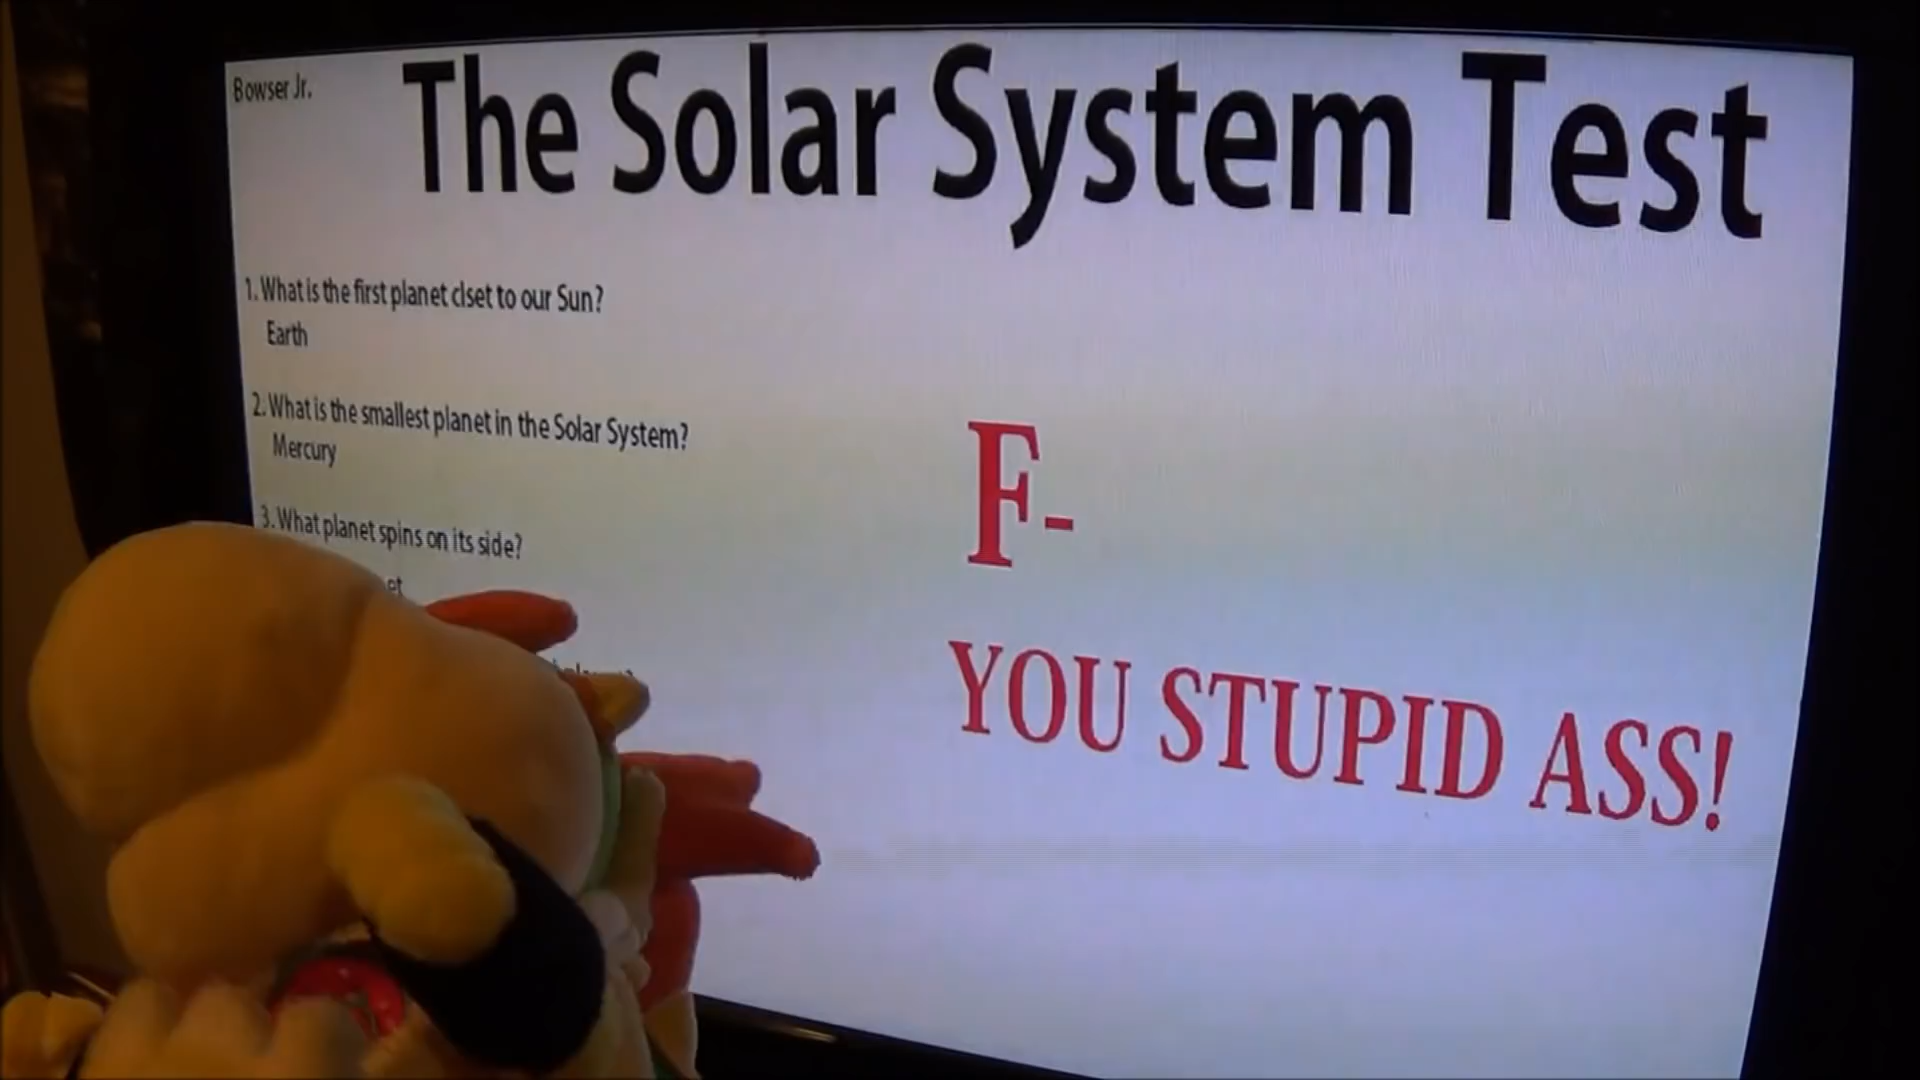 Bowser Jr.
The Solar System Test
1. What is the first planet clset to our Sun?
Earth
2. What is the smallest planet in the Solar System?
Mercury
3. What planet spins on its side?
F-
YOU STUPID ASS!